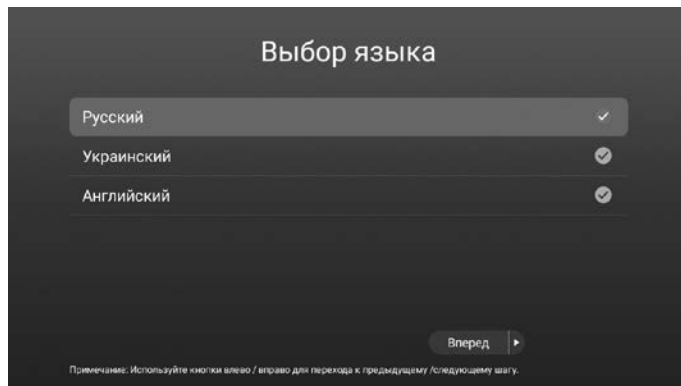 Выбор языка
Русский
Украинский
Английский
Вперед
Примечание: Используйте кнопки влево / вправо для перехода к предыдущему /следующему шагу.